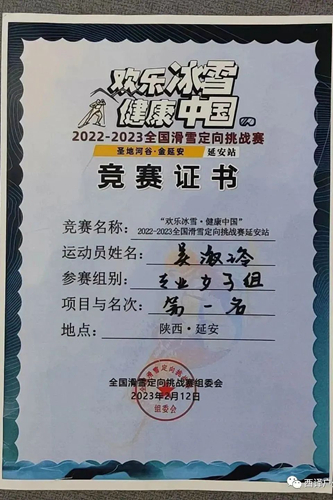 欢乐冰雪
健康中国
2022-2023全国滑雪定向挑战赛
圣地河谷·金延安 延安站
竞赛证书
竞赛名称：“欢乐冰雪·健康中国”
2022-2023全国滑雪定向挑战赛延安站
运动员姓名：吴淑玲
参赛组别：专业女子组
项目与名次：第一名
地点：陕西·延安
全国滑雪定向挑战赛组委会
2023年2月12日
组委会